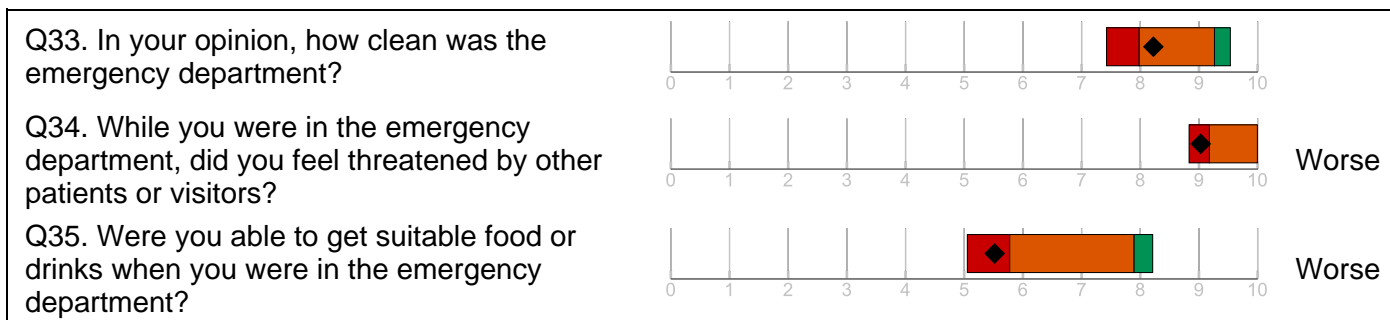 Q33. In your opinion, how clean was the
emergency department?
0 1 2 3 4 5 6 7 8 9 10
Q34. While you were in the emergency
department, did you feel threatened by other
patients or visitors?
0 1 2 3 4 5 6 7 8 9 10
Worse
Q35. Were you able to get suitable food or
drinks when you were in the emergency
department?
0 1 2 3 4 5 6 7 8 9 10
Worse